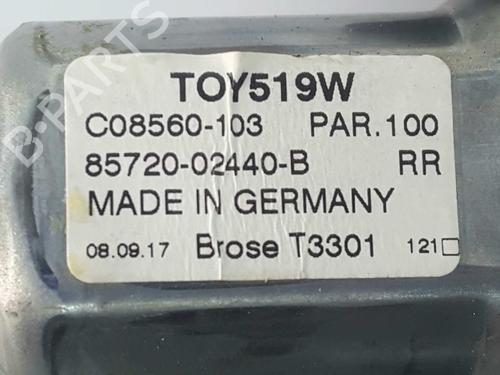 TOY519W
C08560-103 PAR.100
85720-02440-B RR
MADE IN GERMANY
08.09.17 Brose T3301 121□
B-PARTS